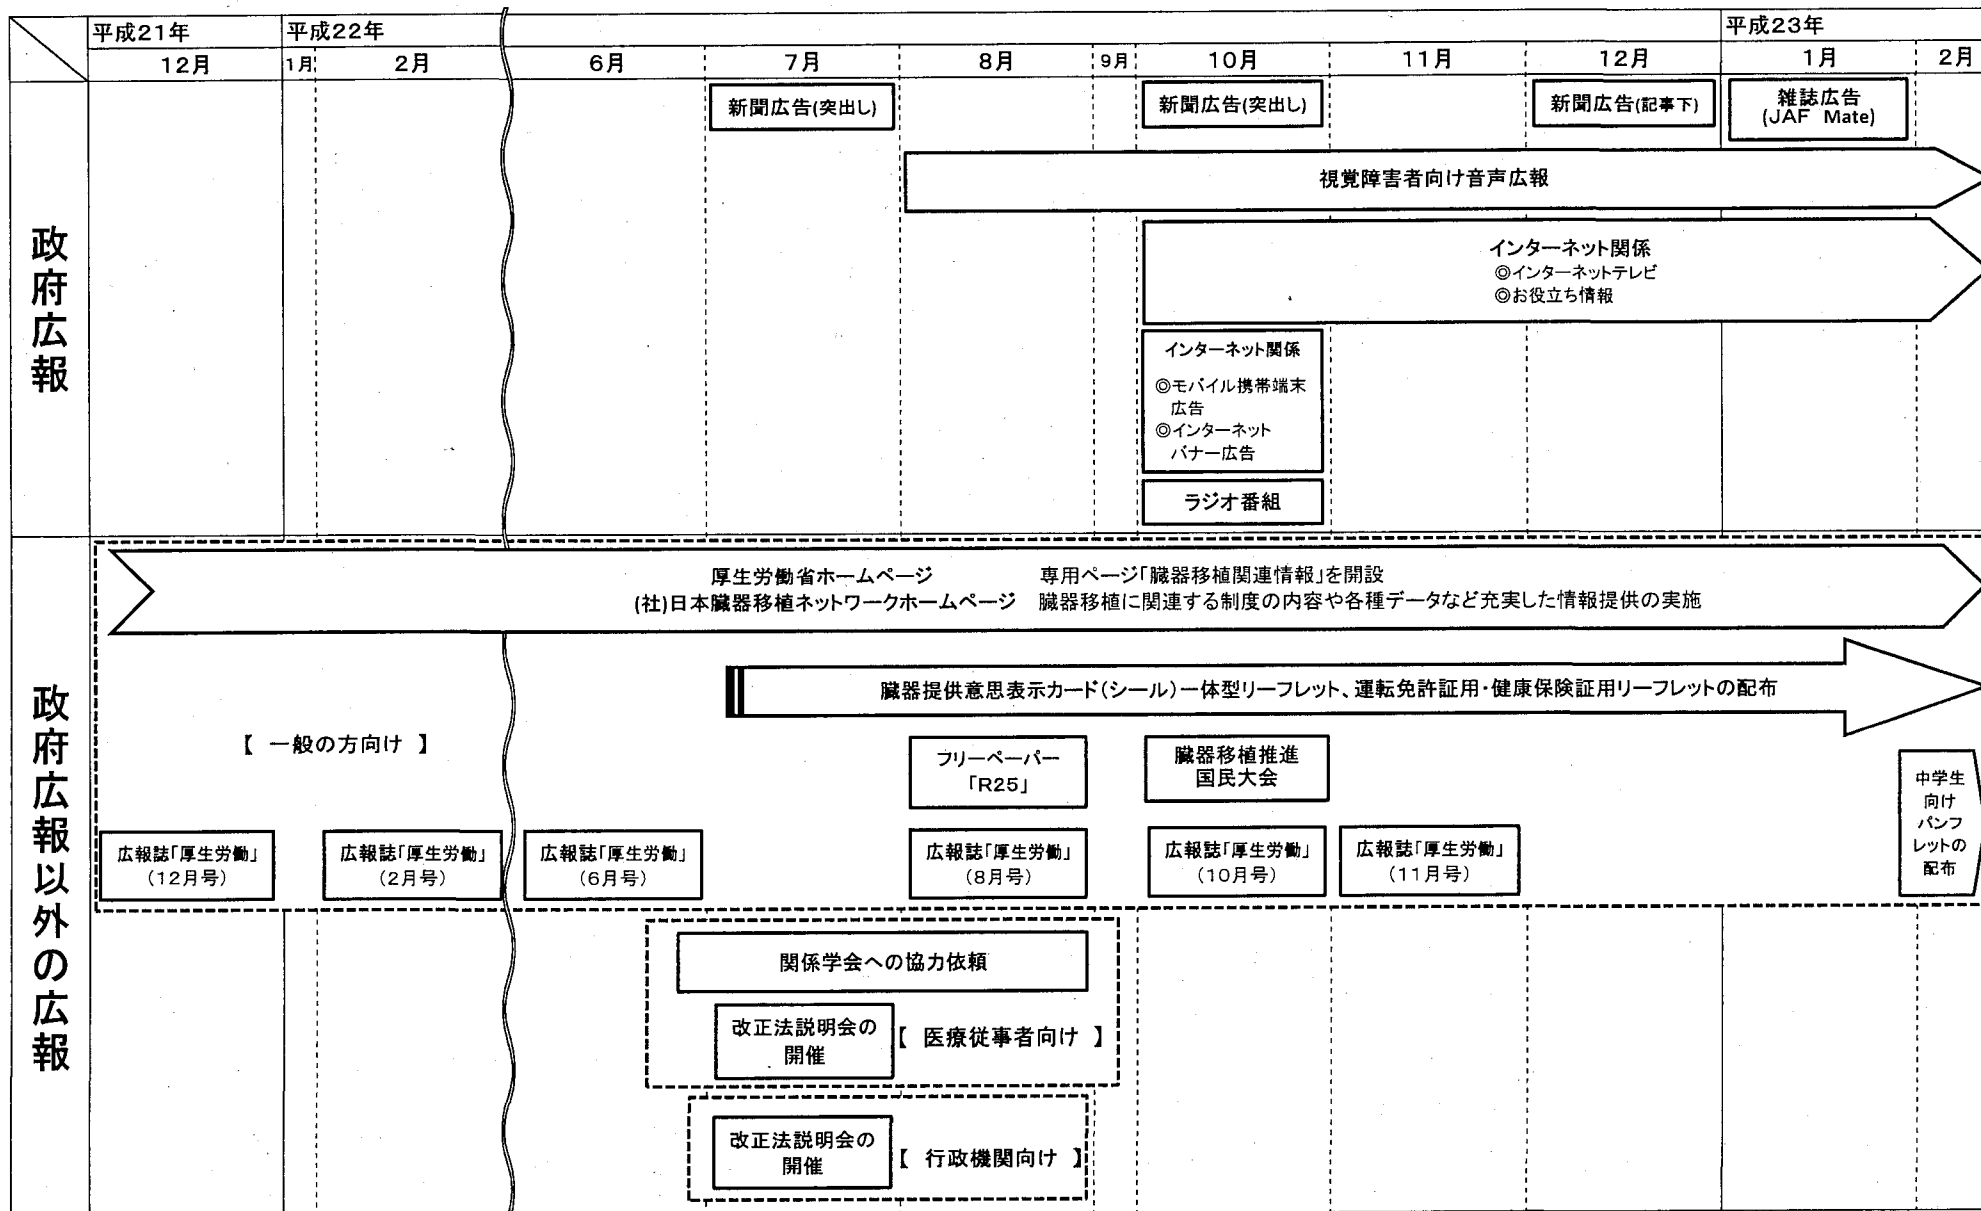 平成21年
平成22年
平成23年
12月
1月
2月
6月
7月
8月
9月
10月
11月
12月
1月
2月
政府広報
新聞広告(突出し)
新聞広告(突出し)
新聞広告(記事下)
雑誌広告
(JAF Mate)
視覚障害者向け音声広報
インターネット関係
◎インターネットテレビ
◎お役立ち情報
インターネット関係
◎モバイル携帯端末
広告
◎インターネット
バナー広告
ラジオ番組
政府広報以外の広報
厚生労働省ホームページ 専用ページ「臓器移植関連情報」を開設
(社)日本臓器移植ネットワークホームページ 臓器移植に関連する制度の内容や各種データなど充実した情報提供の実施
臓器提供意思表示カード(シール)一体型リーフレット、運転免許証用・健康保険証用リーフレットの配布
【 一般の方向け 】
フリーペーパー
「R25」
臓器移植推進
国民大会
中学生
向け
パンフ
レットの
配布
広報誌「厚生労働」
(12月号)
広報誌「厚生労働」
(2月号)
広報誌「厚生労働」
(6月号)
広報誌「厚生労働」
(8月号)
広報誌「厚生労働」
(10月号)
広報誌「厚生労働」
(11月号)
関係学会への協力依頼
改正法説明会の
開催
【 医療従事者向け 】
改正法説明会の
開催
【 行政機関向け 】